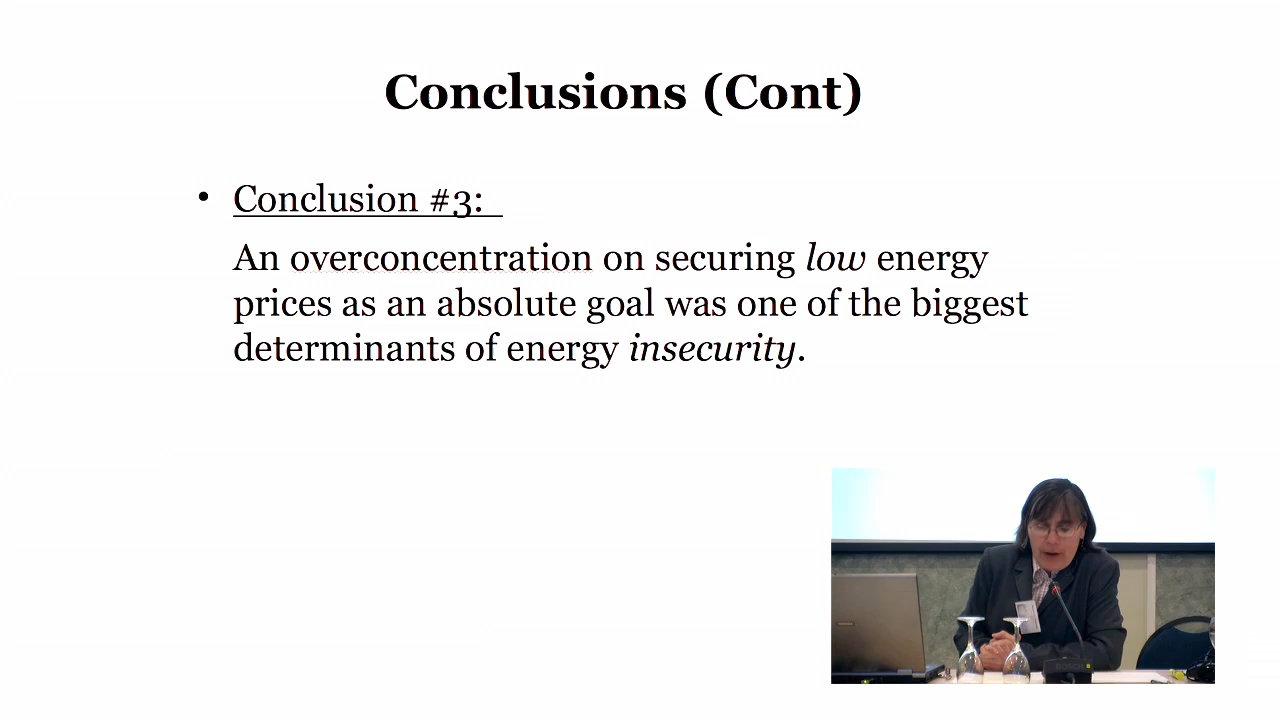 Conclusions (Cont)
• Conclusion #3:
An overconcentration on securing low energy
prices as an absolute goal was one of the biggest
determinants of energy insecurity.